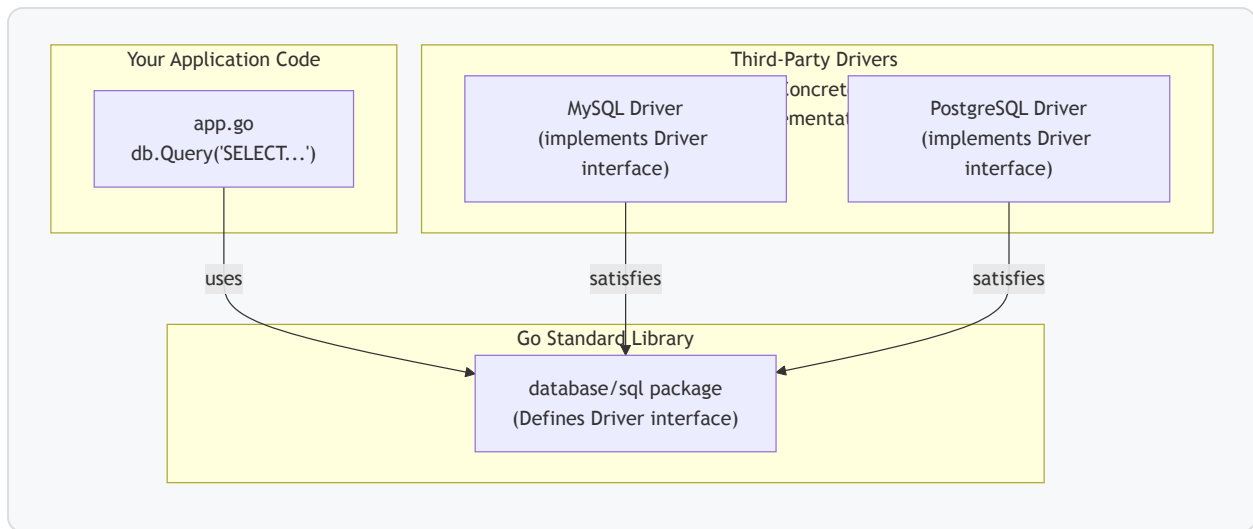 Your Application Code
app.go
db.Query('SELECT...')
Third-Party Drivers
MySQL Driver
(implements Driver
interface)
PostgreSQL Driver
(implements Driver
interface)
uses
satisfies
satisfies
Go Standard Library
database/sql package
(Defines Driver interface)